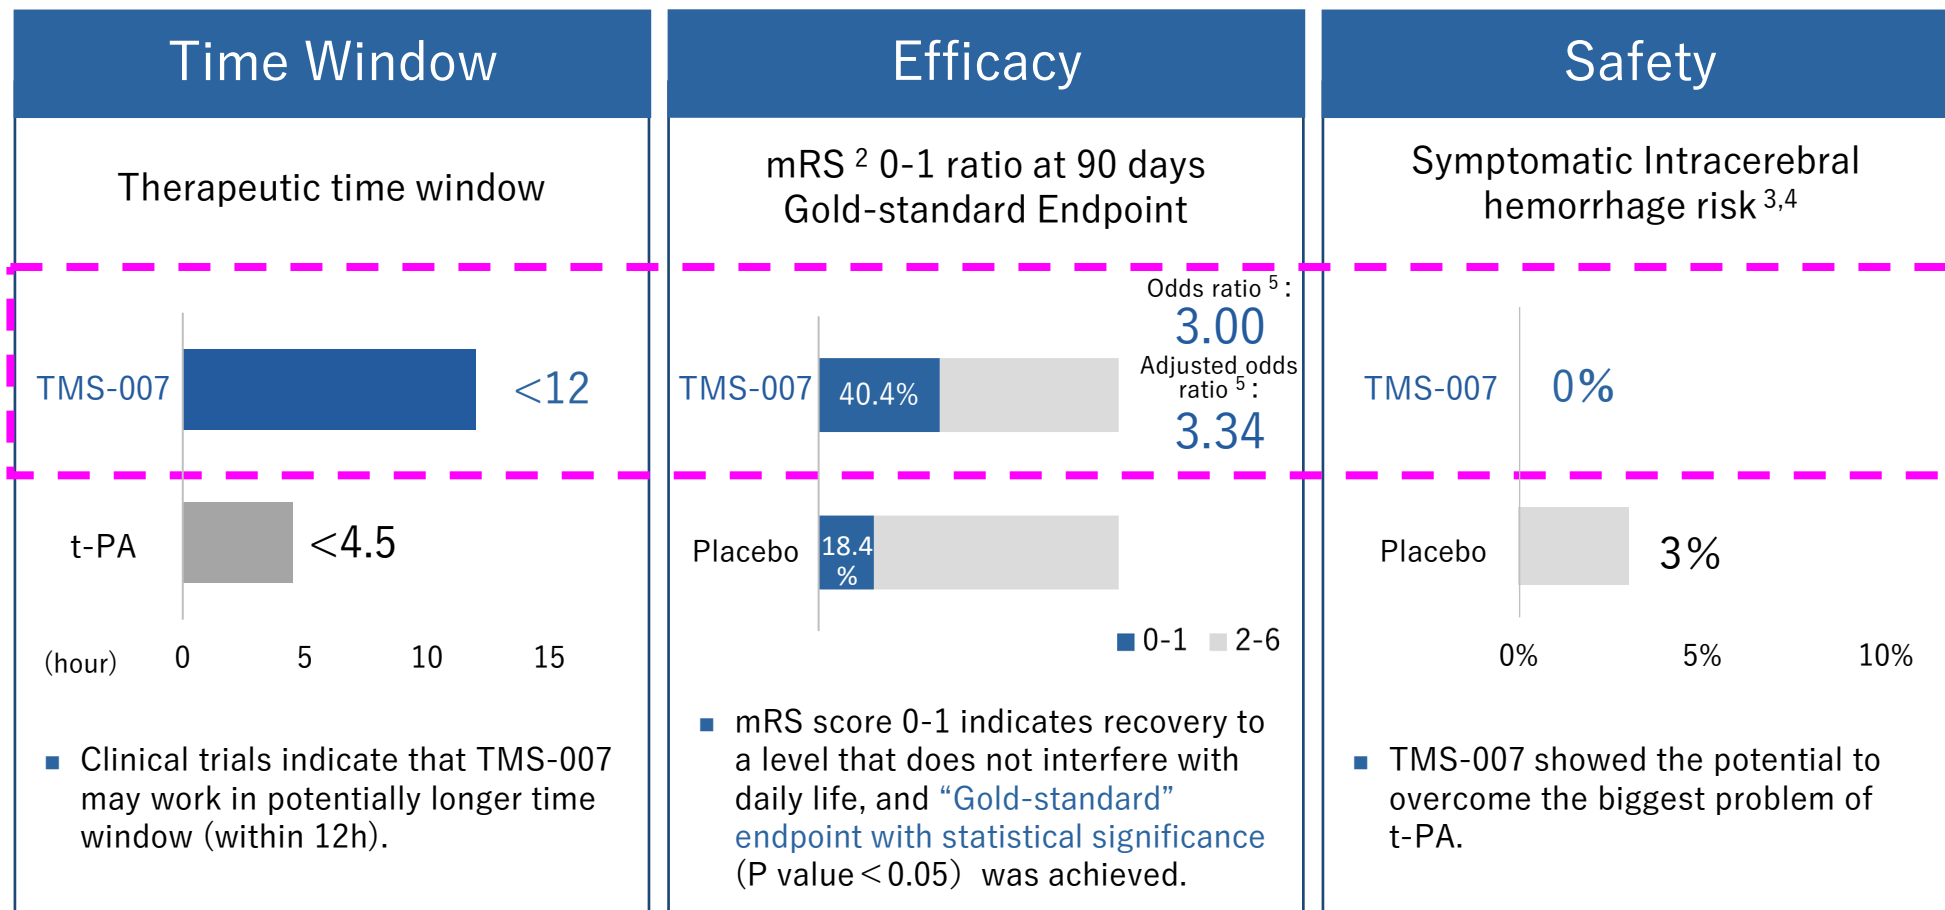 Time Window
Therapeutic time window
TMS-007
<12
t-PA
<4.5
(hour) 0 5 10 15
■ Clinical trials indicate that TMS-007
may work in potentially longer time
window (within 12h).
Efficacy
mRS 2 0-1 ratio at 90 days
Gold-standard Endpoint
Odds ratio 5 :
3.00
Adjusted odds
ratio 5 :
3.34
TMS-007
40.4%
Placebo
18.4
%
0-1 2-6
■ mRS score 0-1 indicates recovery to
a level that does not interfere with
daily life, and “Gold-standard”
endpoint with statistical significance
(P value<0.05) was achieved.
Safety
Symptomatic Intracerebral
hemorrhage risk 3,4
TMS-007
0%
Placebo
3%
0% 5% 10%
■ TMS-007 showed the potential to
overcome the biggest problem of
t-PA.